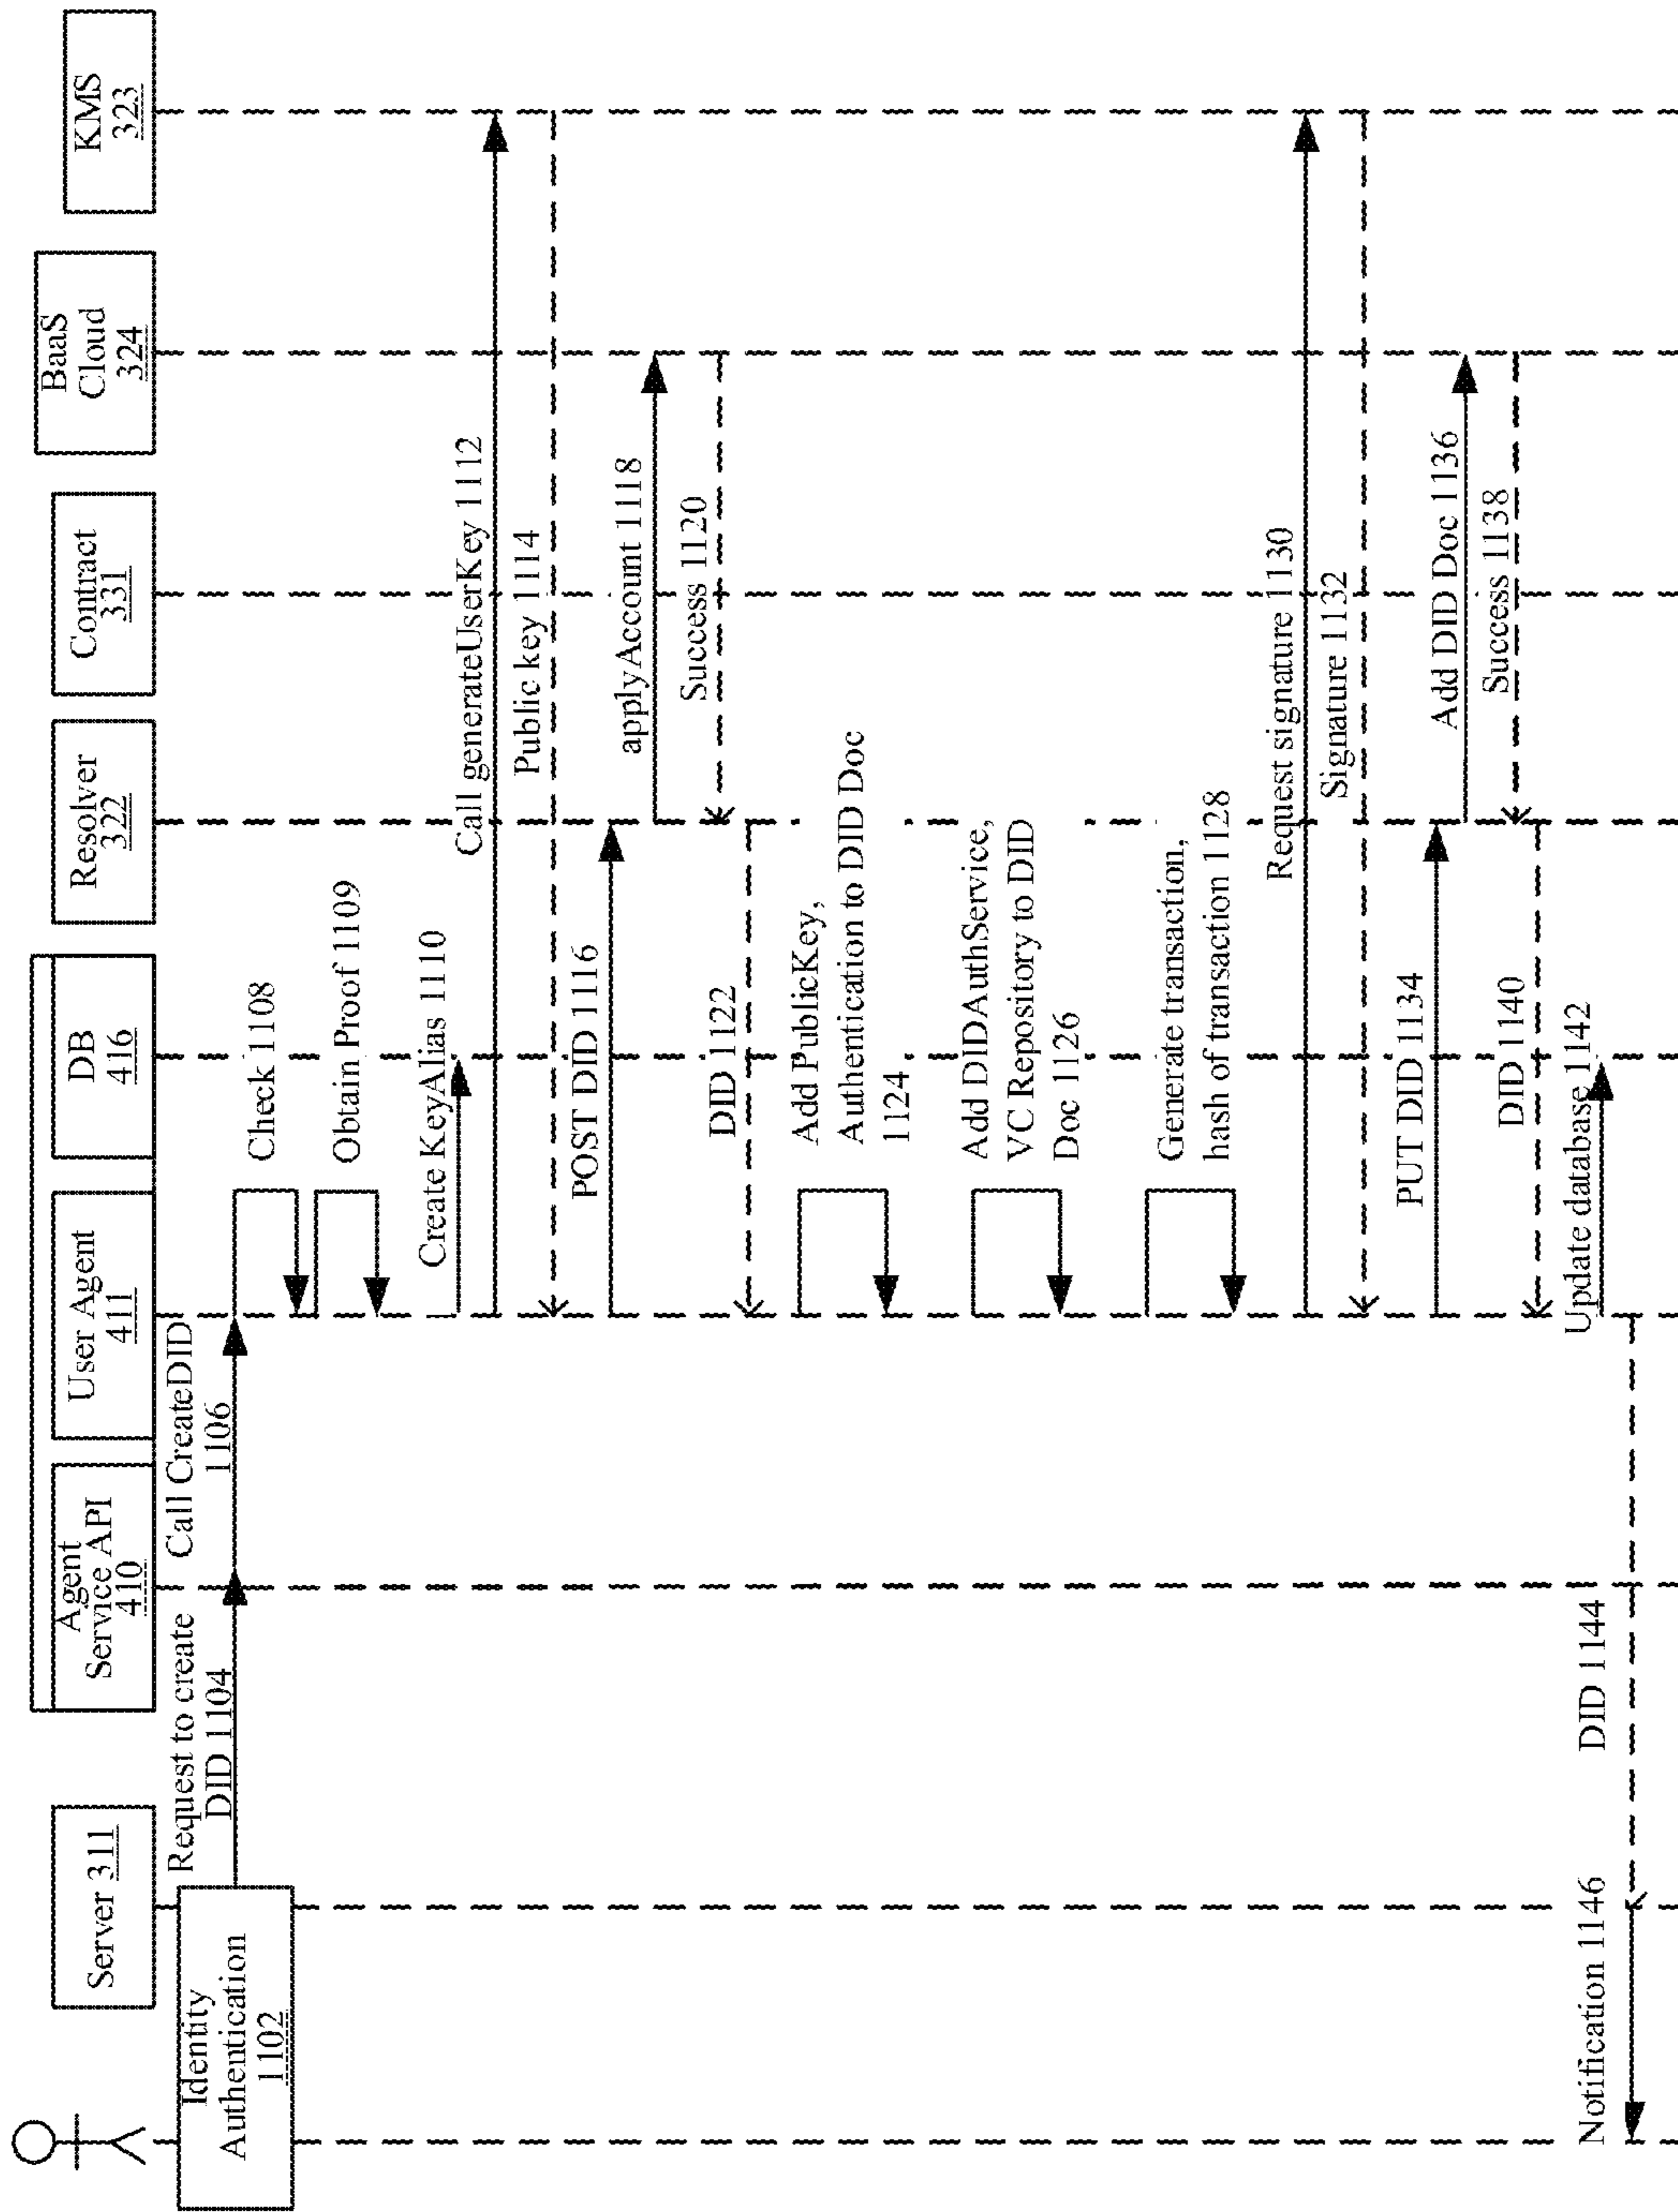 Server 311
Agent
Service API
410
User Agent
411
DB
416
Resolver
322
Contract
331
BaaS
Cloud
324
KMS
323
Identity
Authentication
1102
Request to create
DID 1104
Call CreateDID
1106
Check 1108
Obtain Proof 1109
Create KeyAlias 1110
Call generateUserKey 1112
Public key 1114
POST DID 1116
applyAccount 1118
Success 1120
DID 1122
Add PublicKey,
Authentication to DID Doc
1124
Add DIDAuthService,
VC Repository to DID
Doc 1126
Generate transaction,
hash of transaction 1128
Request signature 1130
Signature 1132
PUT DID 1134
Add DID Doc 1136
Success 1138
DID 1140
Update database 1142
DID 1144
Notification 1146